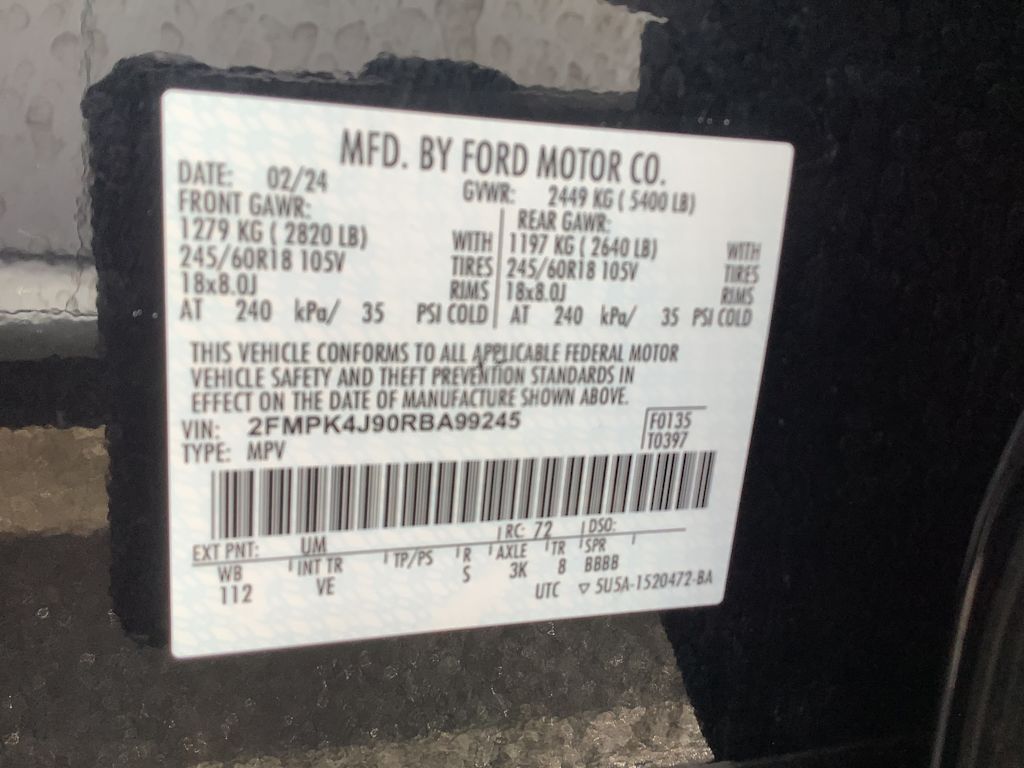 MFD. BY FORD MOTOR CO.
DATE: 02/24 GVWR: 2449 KG ( 5400 LB)
FRONT GAWR: REAR GAWR:
1279 KG ( 2820 LB) WITH 1197 KG ( 2640 LB) WITH
245/60R18 105V TIRES 245/60R18 105V TIRES
18x8.0J RIMS 18x8.0J RIMS
AT 240 kPa/ 35 PSI COLD AT 240 kPa/ 35 PSI COLD
THIS VEHICLE CONFORMS TO ALL APPLICABLE FEDERAL MOTOR
VEHICLE SAFETY AND THEFT PREVENTION STANDARDS IN
EFFECT ON THE DATE OF MANUFACTURE SHOWN ABOVE.
VIN: 2FMPK4J90RBA99245 F0135
TYPE: MPV T0397
EXT PNT: UM RC: 72 DSO:
WB INT TR TP/PS R AXLE TR SPR
112 VE S 3K 8 BBBB
UTC ▽ 5U5A-1520472-BA